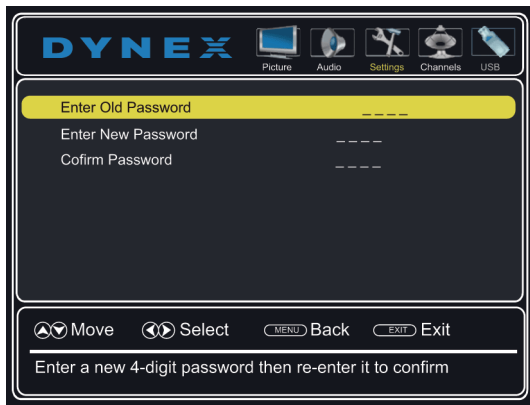 DYNEX
Picture Audio Settings Channels USB
Enter Old Password _ _ _ _
Enter New Password _ _ _ _
Cofirm Password _ _ _ _
Move Select MENU Back EXIT Exit
Enter a new 4-digit password then re-enter it to confirm